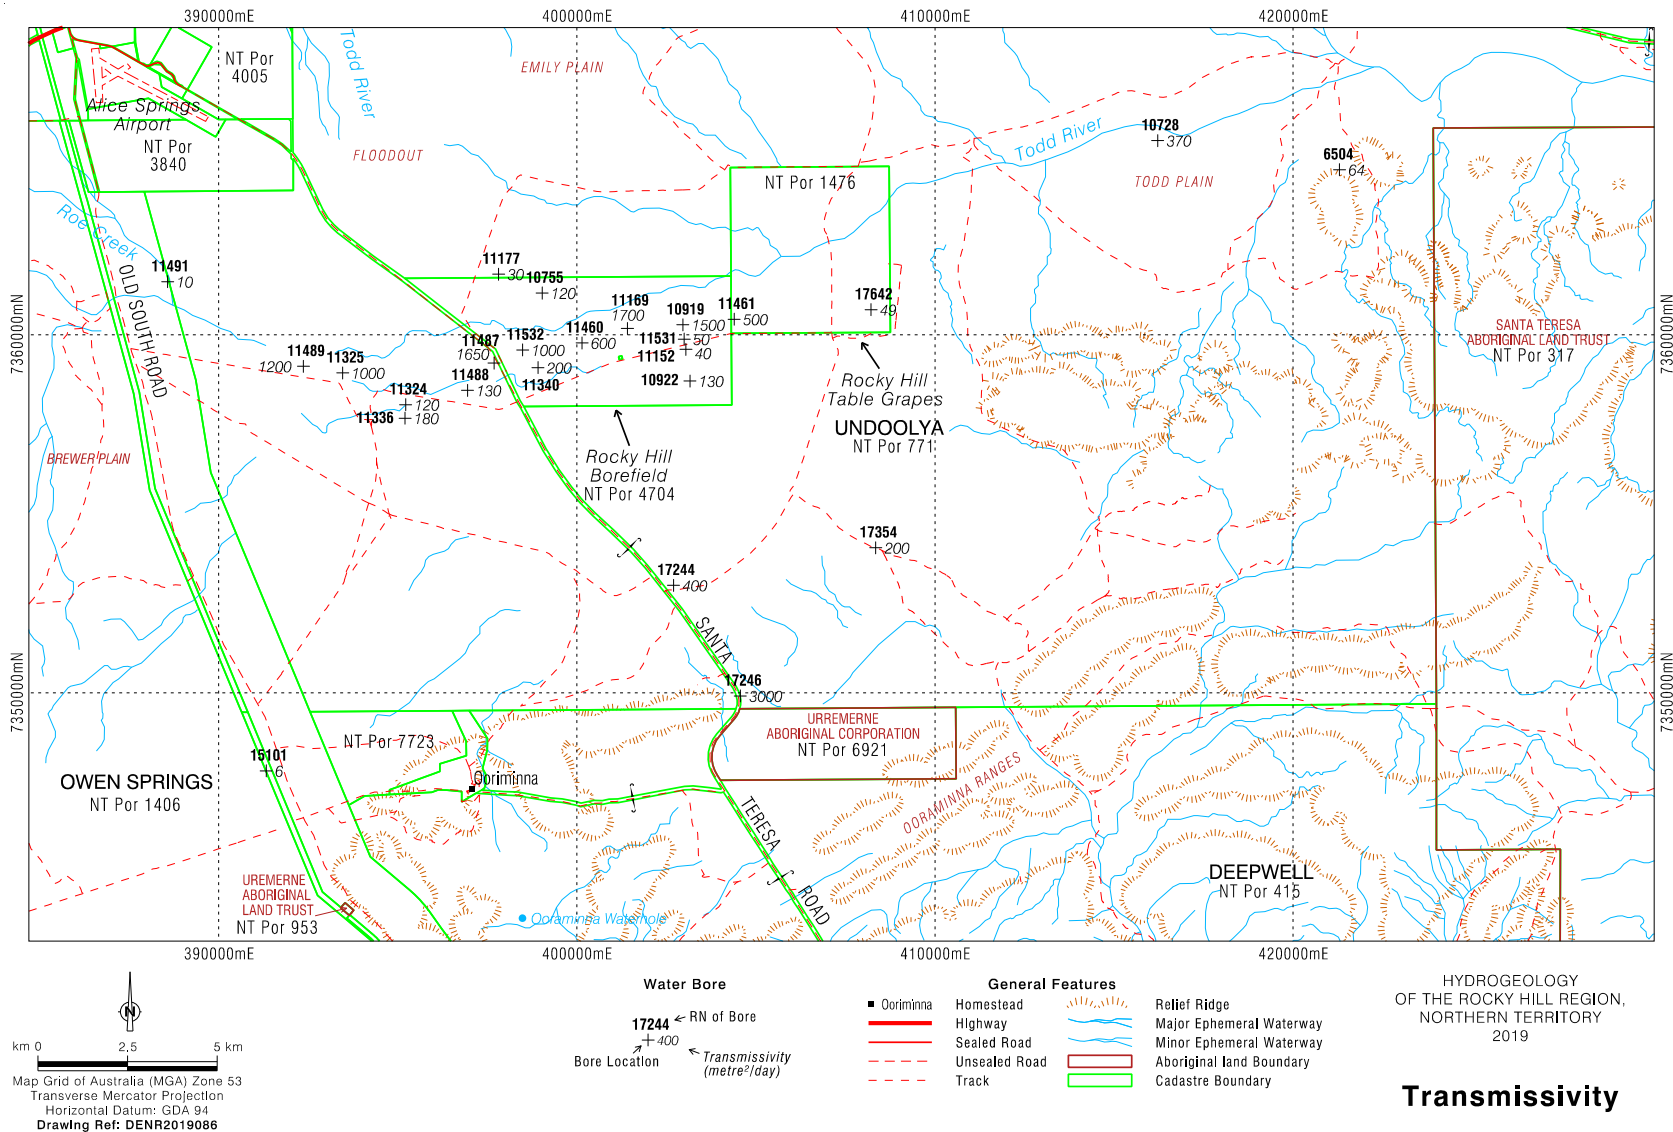 390000mE
400000mE
410000mE
420000mE
NT Por
4005
Alice Springs
Airport
NT Por
3840
Todd River
EMILY PLAIN
FLOODOUT
Todd River
10728
370
6504
64
TODD PLAIN
NT Por 1476
Roe Creek
11491
10
OLD SOUTH ROAD
11177
30
10755
120
11169
1700
10919
1500
11461
500
17642
49
7360000mN
7360000mN
11487
1650
11532
1000
11460
600
11531
50
11152
40
11489
1200
11325
1000
11488
130
11340
200
10922
130
11324
120
11336
180
SANTA TERESA
ABORIGINAL LAND TRUST
NT Por 317
Rocky Hill
Table Grapes
UNDOOLYA
NT Por 771
BREWER PLAIN
Rocky Hill
Borefield
NT Por 4704
17354
200
17244
400
SANTA
TERESA
ROAD
17246
3000
7350000mN
7350000mN
URREMERNE
ABORIGINAL CORPORATION
NT Por 6921
NT Por 7723
15101
6
Ooriminna
OWEN SPRINGS
NT Por 1406
OORAMINNA RANGES
DEEPWELL
NT Por 415
UREMERNE
ABORIGINAL
LAND TRUST
NT Por 953
Ooraminna Waterhole
390000mE
400000mE
410000mE
420000mE
N
km 0 2.5 5 km
Map Grid of Australia (MGA) Zone 53
Transverse Mercator Projection
Horizontal Datum: GDA 94
Drawing Ref: DENR2019086
Water Bore
17244
400
RN of Bore
Bore Location
Transmissivity
(metre²/day)
General Features
Ooriminna Homestead
Highway
Sealed Road
Unsealed Road
Track
Relief Ridge
Major Ephemeral Waterway
Minor Ephemeral Waterway
Aboriginal land Boundary
Cadastre Boundary
HYDROGEOLOGY
OF THE ROCKY HILL REGION,
NORTHERN TERRITORY
2019
Transmissivity